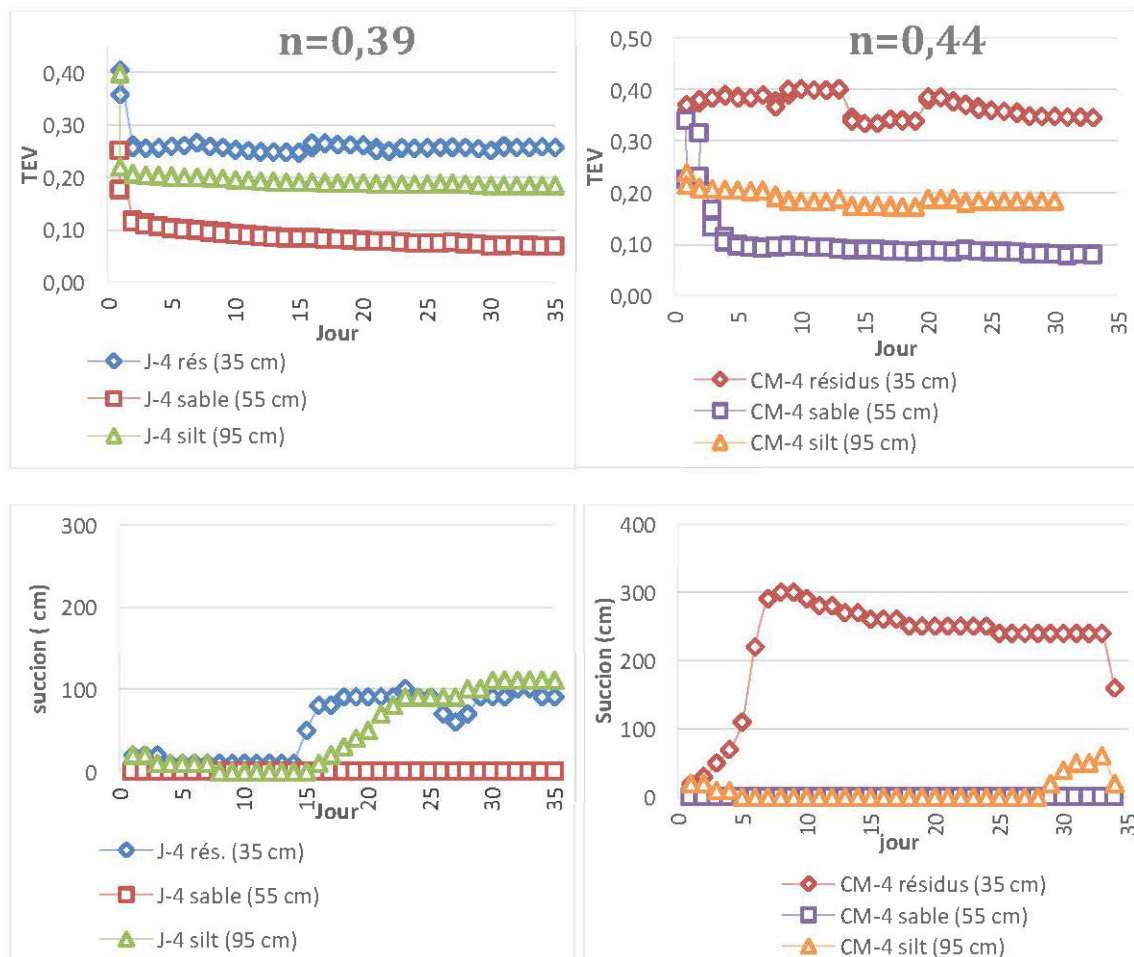 n=0,39
0,40
0,30
0,20
0,10
0,00
TEV
0 5 10 15 20 25 30 35
Jour
J-4 rés (35 cm)
J-4 sable (55 cm)
J-4 silt (95 cm)
n=0,44
0,50
0,40
0,30
0,20
0,10
0,00
TEV
0 5 10 15 20 25 30 35
Jour
CM-4 résidus (35 cm)
CM-4 sable (55 cm)
CM-4 silt (95 cm)
300
200
100
0
succion ( cm)
0 5 10 15 20 25 30 35
Jour
J-4 rés. (35 cm)
J-4 sable (55 cm)
J-4 silt (95 cm)
400
300
200
100
0
Succion (cm)
0 5 10 15 20 25 30 35
jour
CM-4 résidus (35 cm)
CM-4 sable (55 cm)
CM-4 silt (95 cm)